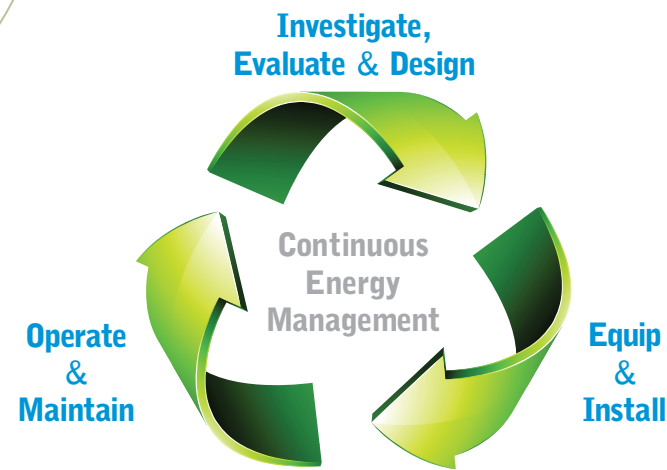 Investigate,
Evaluate & Design
Continuous
Energy
Management
Operate
&
Maintain
Equip
&
Install